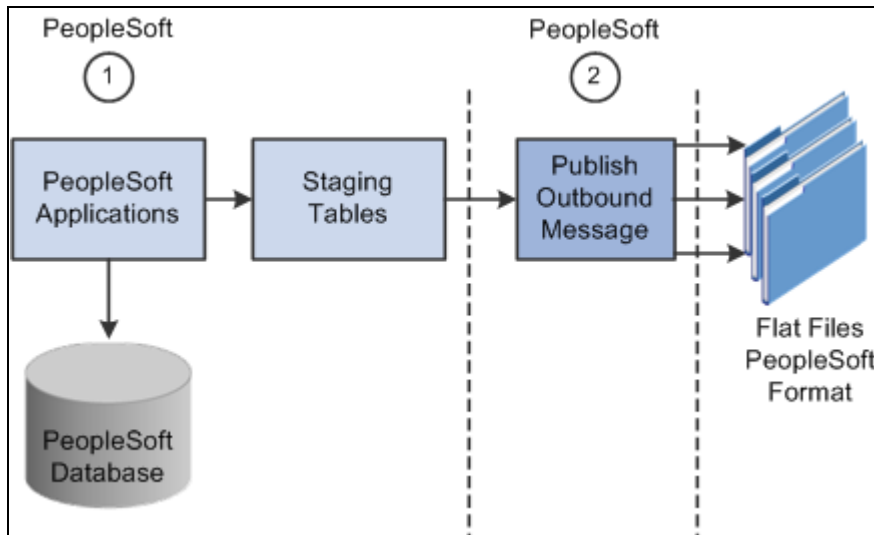 PeopleSoft
1
PeopleSoft
2
PeopleSoft
Applications
Staging
Tables
Publish
Outbound
Message
Flat Files
PeopleSoft
Format
PeopleSoft
Database